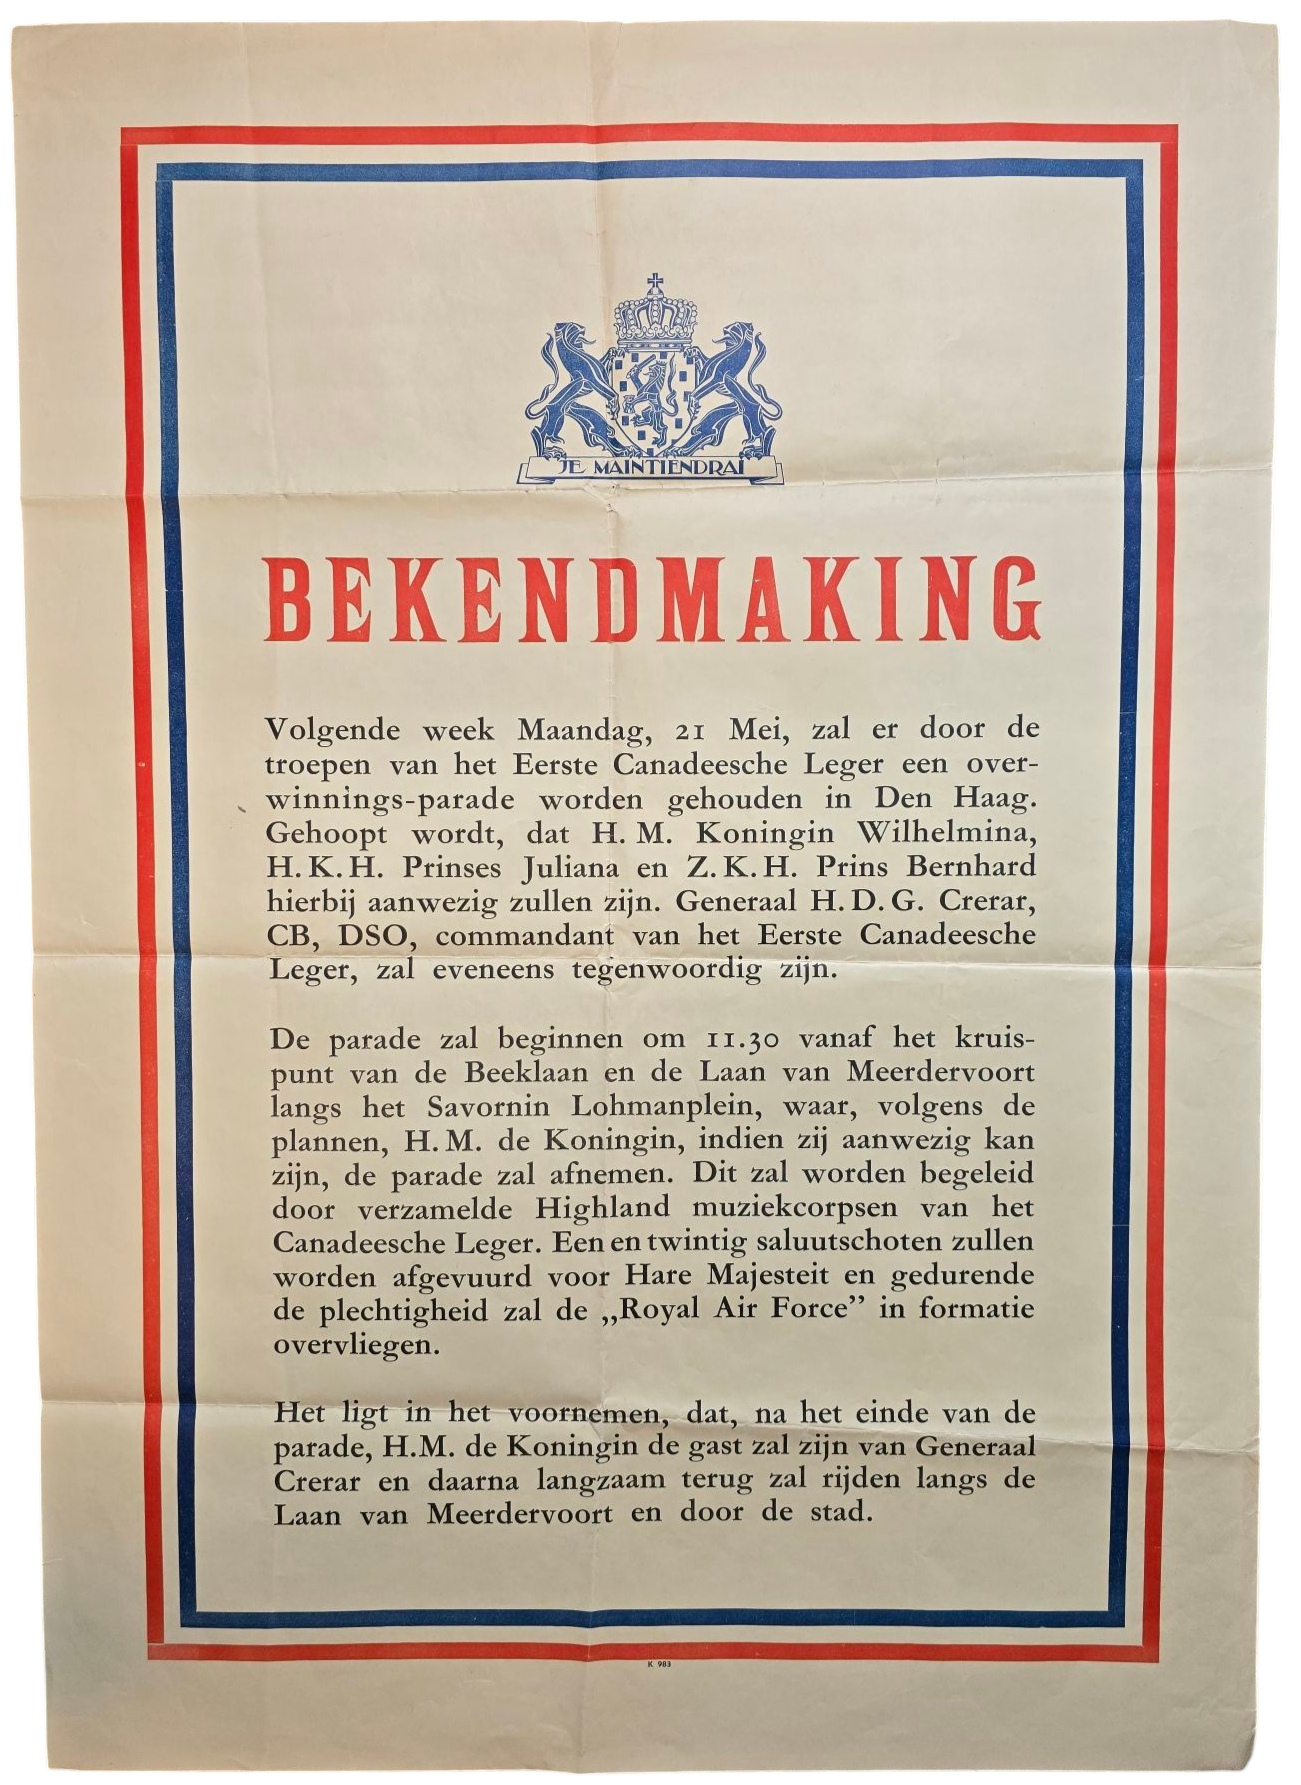 JE MAINTIENDRAI
BEKENDMAKING
Volgende week Maandag, 21 Mei, zal er door de
troepen van het Eerste Canadeesche Leger een over-
winnings-parade worden gehouden in Den Haag.
Gehoopt wordt, dat H. M. Koningin Wilhelmina,
H. K. H. Prinses Juliana en Z. K. H. Prins Bernhard
hierbij aanwezig zullen zijn. Generaal H. D. G. Crerar,
CB, DSO, commandant van het Eerste Canadeesche
Leger, zal eveneens tegenwoordig zijn.
De parade zal beginnen om 11.30 vanaf het kruis-
punt van de Beeklaan en de Laan van Meerdervoort
langs het Savornin Lohmanplein, waar, volgens de
plannen, H. M. de Koningin, indien zij aanwezig kan
zijn, de parade zal afnemen. Dit zal worden begeleid
door verzamelde Highland muziekcorpsen van het
Canadeesche Leger. Een en twintig saluutschoten zullen
worden afgevuurd voor Hare Majesteit en gedurende
de plechtigheid zal de „Royal Air Force” in formatie
overvliegen.
Het ligt in het voornemen, dat, na het einde van de
parade, H.M. de Koningin de gast zal zijn van Generaal
Crerar en daarna langzaam terug zal rijden langs de
Laan van Meerdervoort en door de stad.
K 983